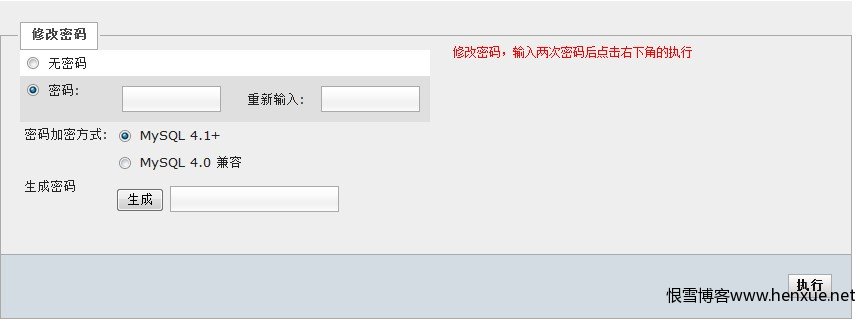 修改密码
无密码
修改密码，输入两次密码后点击右下角的执行
密码: 重新输入:
密码加密方式: MySQL 4.1+
MySQL 4.0 兼容
生成密码
生成
执行
恨雪博客www.henxue.net